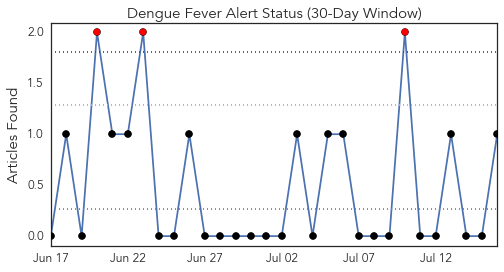 Dengue Fever Alert Status (30-Day Window)
Articles Found
2.0
1.5
1.0
0.5
0.0
Jun 17 Jun 22 Jun 27 Jul 02 Jul 07 Jul 12